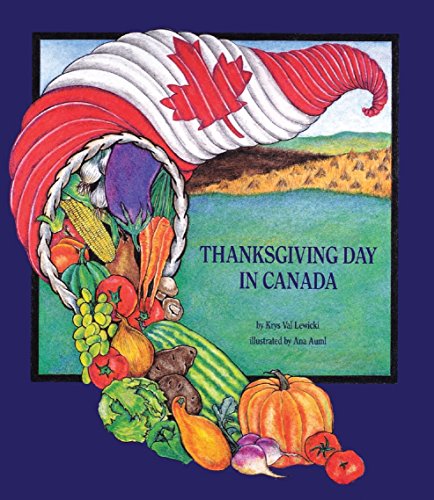 THANKSGIVING DAY
IN CANADA
by Krys Val Lewicki
illustrated by Ana Auml